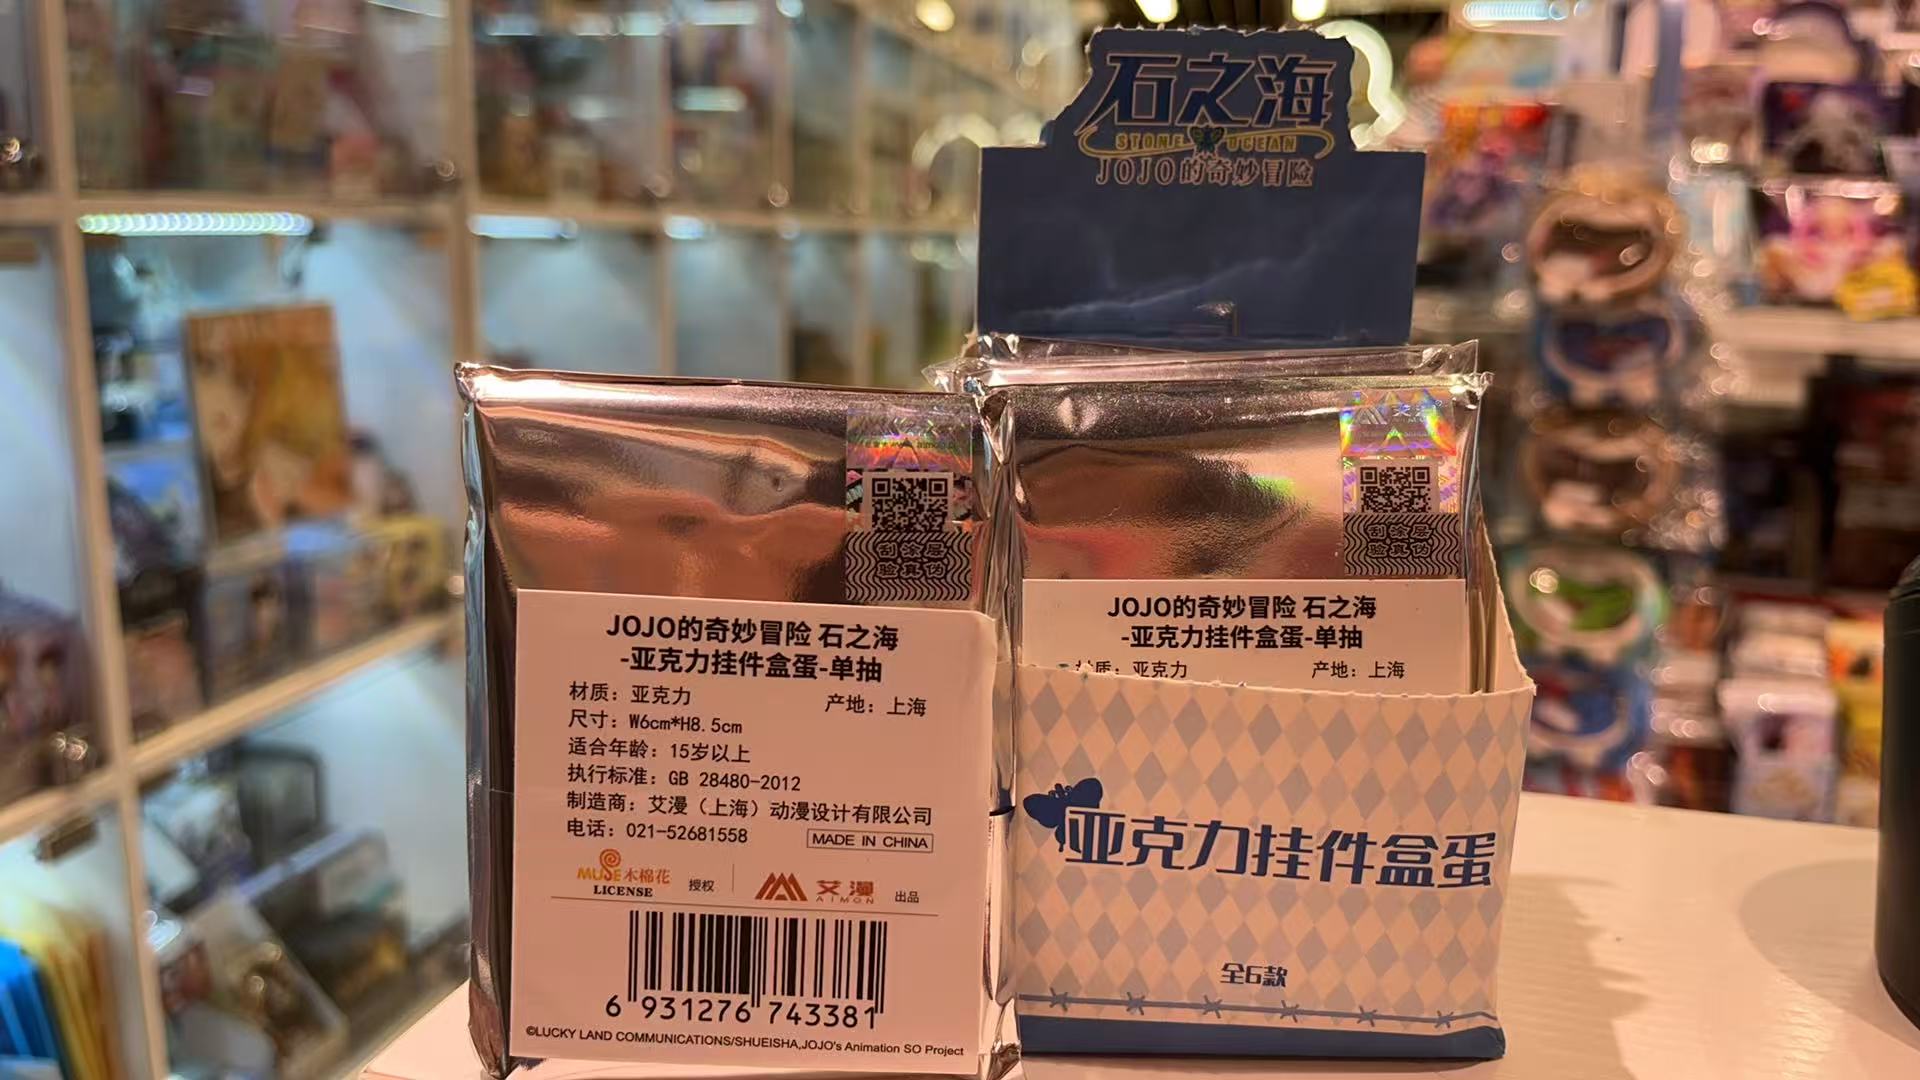 石之海
STONE OCEAN
JOJO的奇妙冒险
艾漫
刮涂层
验真伪
JOJO的奇妙冒险 石之海
-亚克力挂件盒蛋-单抽
材质：亚克力 产地：上海
尺寸：W6cm*H8.5cm
适合年龄：15岁以上
执行标准：GB 28480-2012
制造商：艾漫（上海）动漫设计有限公司
电话：021-52681558
MADE IN CHINA
MUSE木棉花
LICENSE
授权
艾漫
AIMON
出品
6 931276 743381
©LUCKY LAND COMMUNICATIONS/SHUEISHA,JOJO's Animation SO Project
刮涂层
验真伪
JOJO的奇妙冒险 石之海
-亚克力挂件盒蛋-单抽
材质：亚克力 产地：上海
亚克力挂件盒蛋
全6款